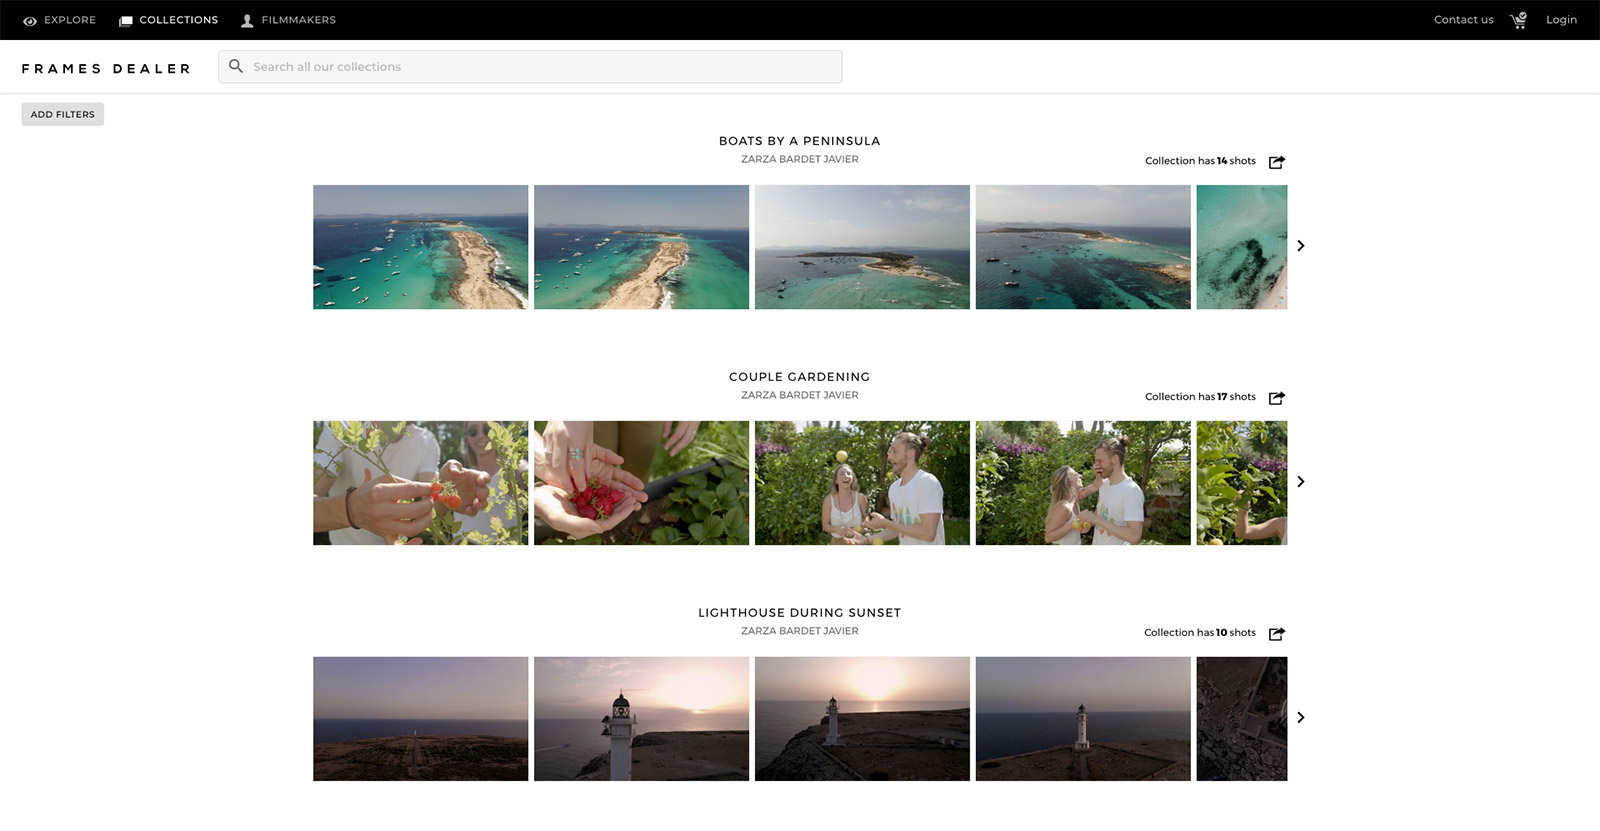 EXPLORE COLLECTIONS FILMMAKERS Contact us Login
FRAMES DEALER Search all our collections
ADD FILTERS
BOATS BY A PENINSULA
ZARZA BARDET JAVIER
Collection has 14 shots
COUPLE GARDENING
ZARZA BARDET JAVIER
Collection has 17 shots
LIGHTHOUSE DURING SUNSET
ZARZA BARDET JAVIER
Collection has 10 shots